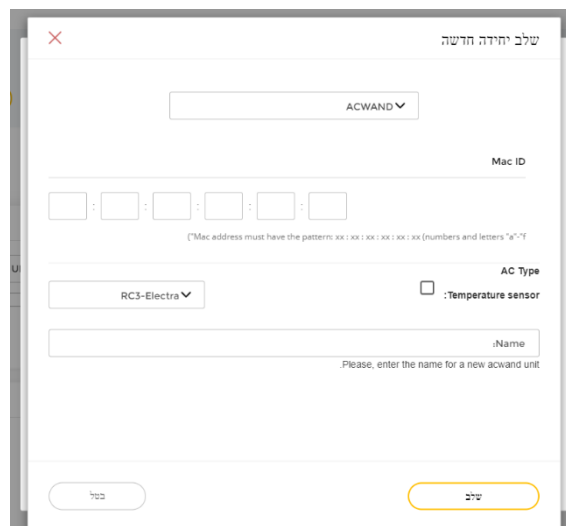 שלב יחידה חדשה
ACWAND
Mac ID
: : : : :
("Mac address must have the pattern: xx : xx : xx : xx : xx : xx (numbers and letters "a"-"f
AC Type
RC3-Electra
:Temperature sensor
:Name
.Please, enter the name for a new acwand unit
שלב
בטל